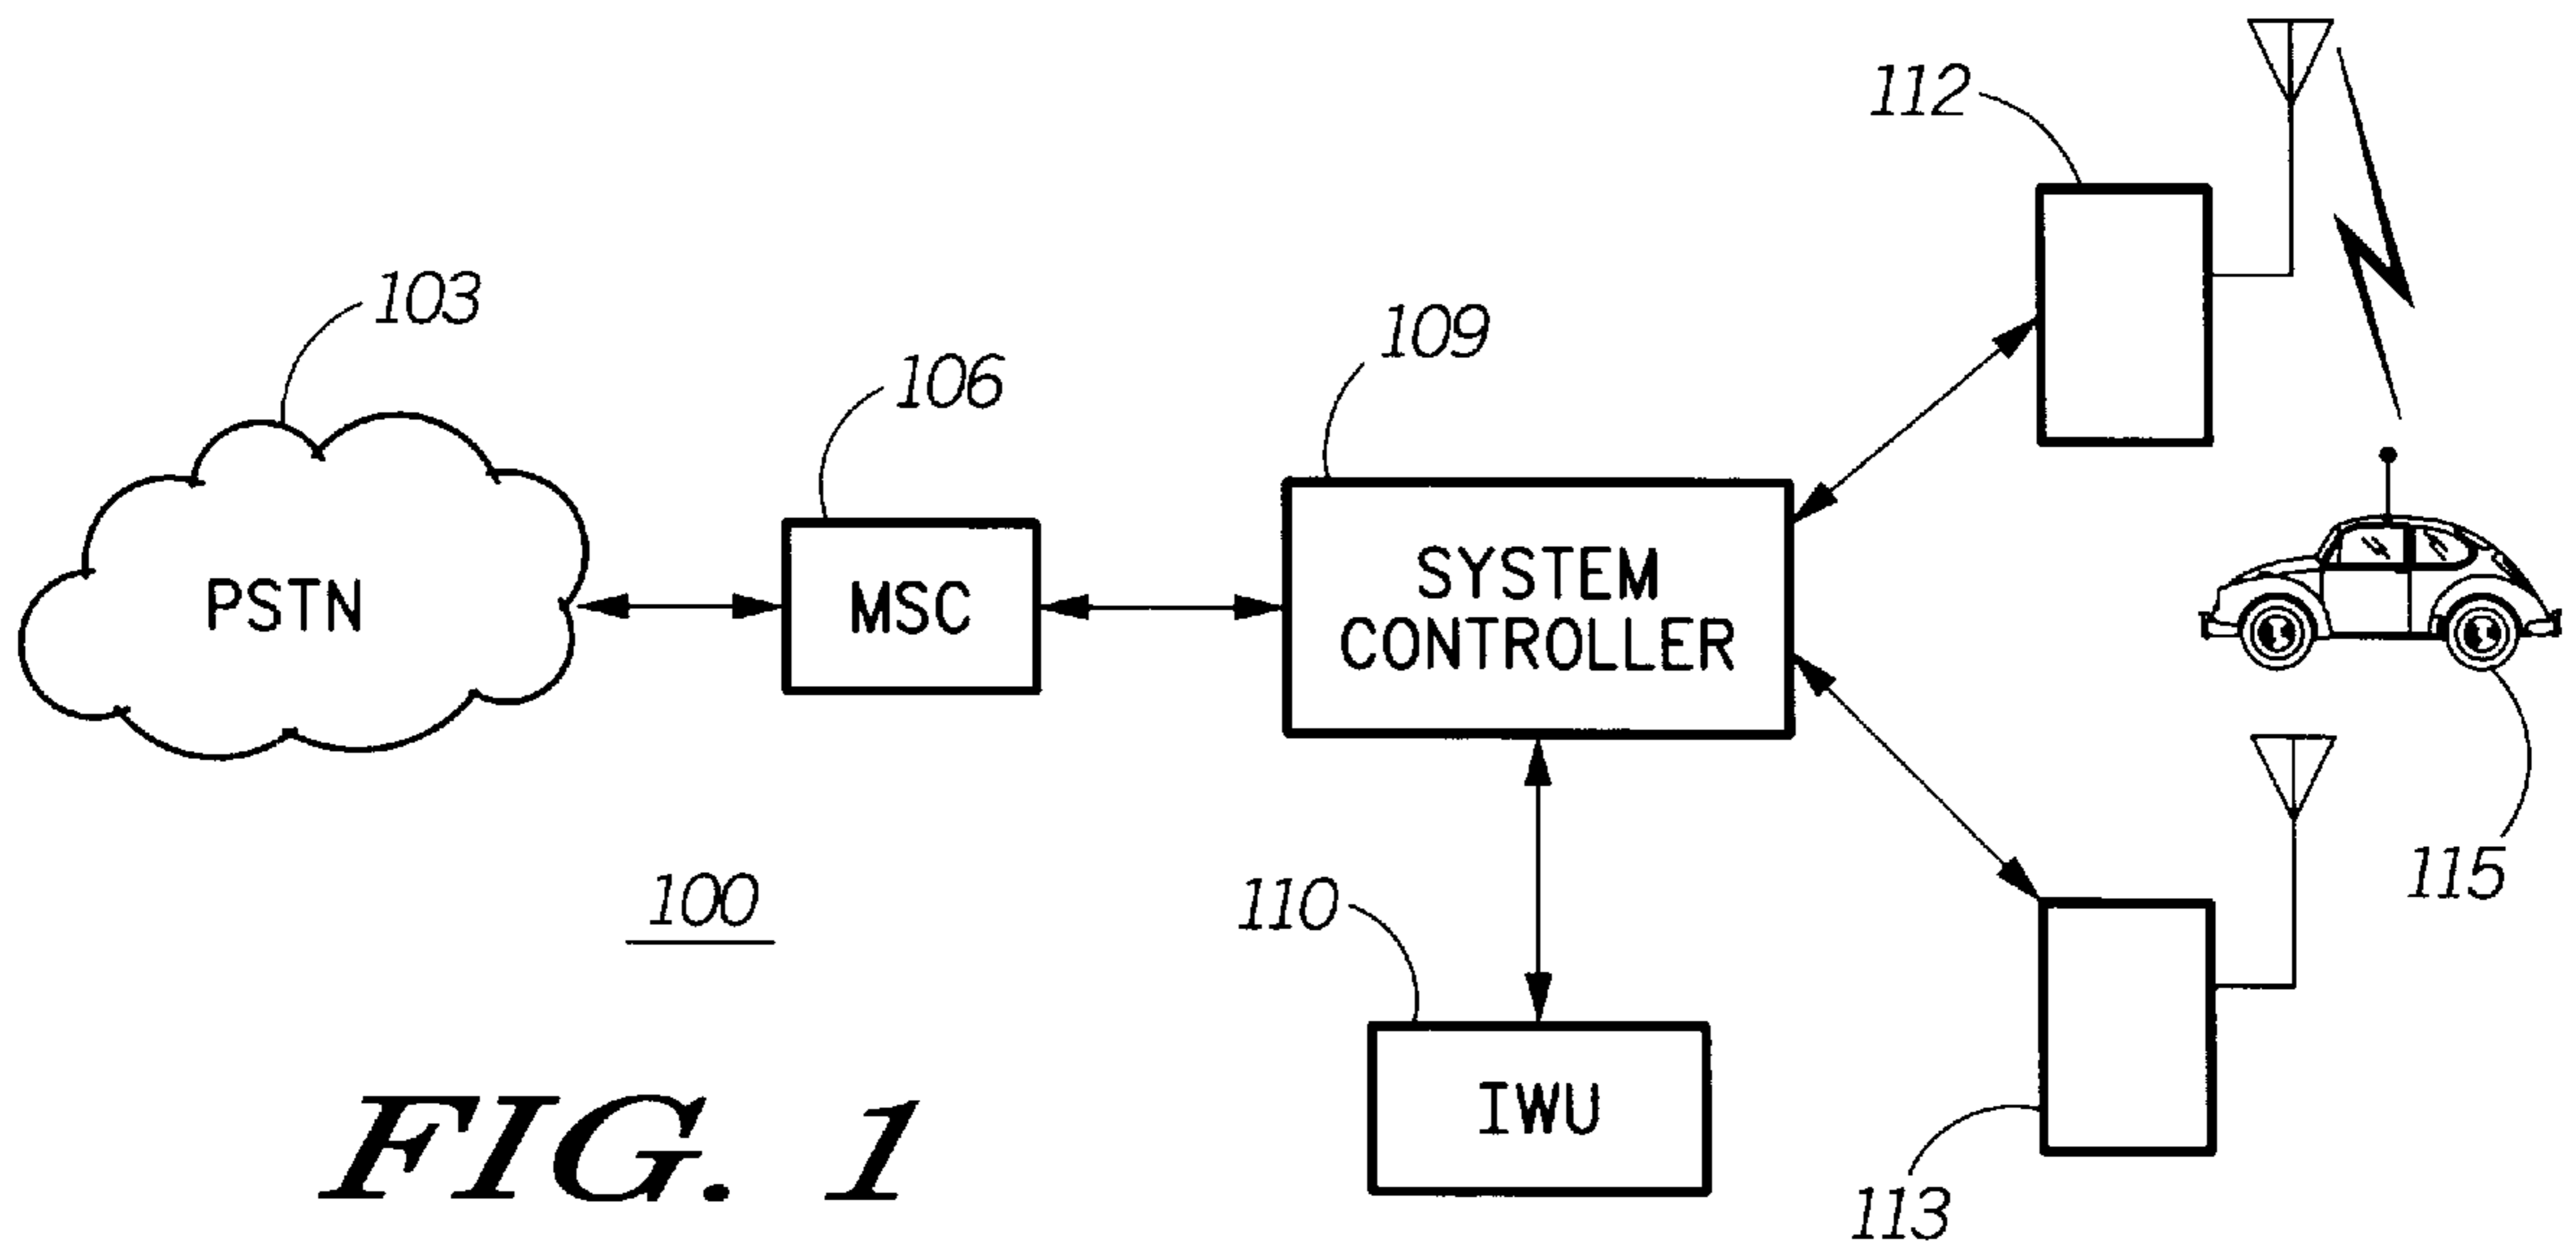 112
103
109
106
SYSTEM
CONTROLLER
PSTN
MSC
115
100
110
IWU
FIG. 1
113